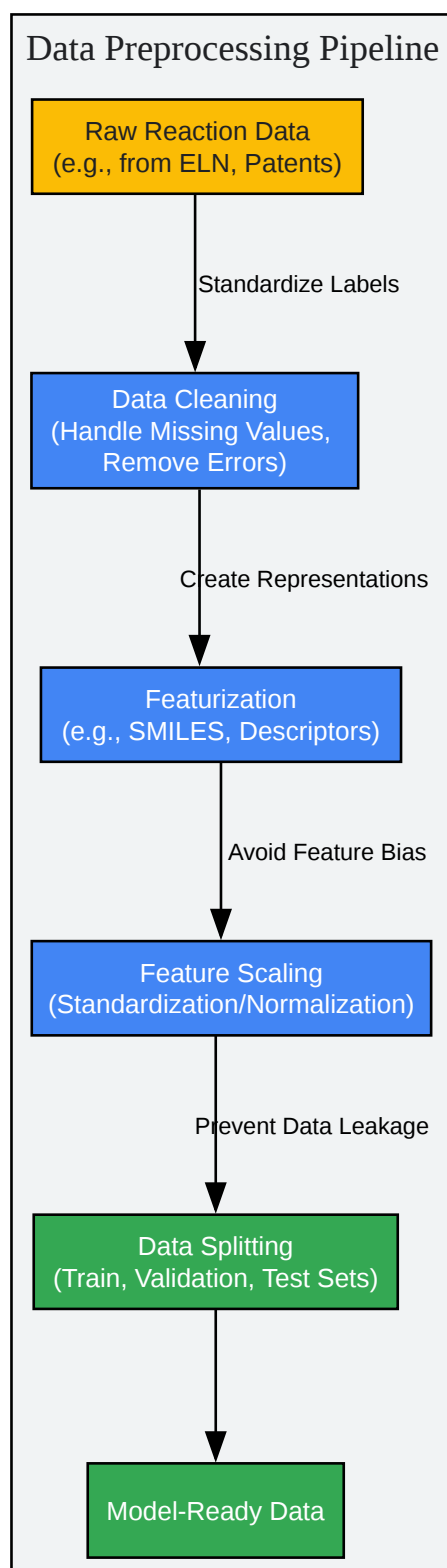 Data Preprocessing Pipeline
Raw Reaction Data
(e.g., from ELN, Patents)
Standardize Labels
Data Cleaning
(Handle Missing Values,
Remove Errors)
Create Representations
Featurization
(e.g., SMILES, Descriptors)
Avoid Feature Bias
Feature Scaling
(Standardization/Normalization)
Prevent Data Leakage
Data Splitting
(Train, Validation, Test Sets)
Model-Ready Data